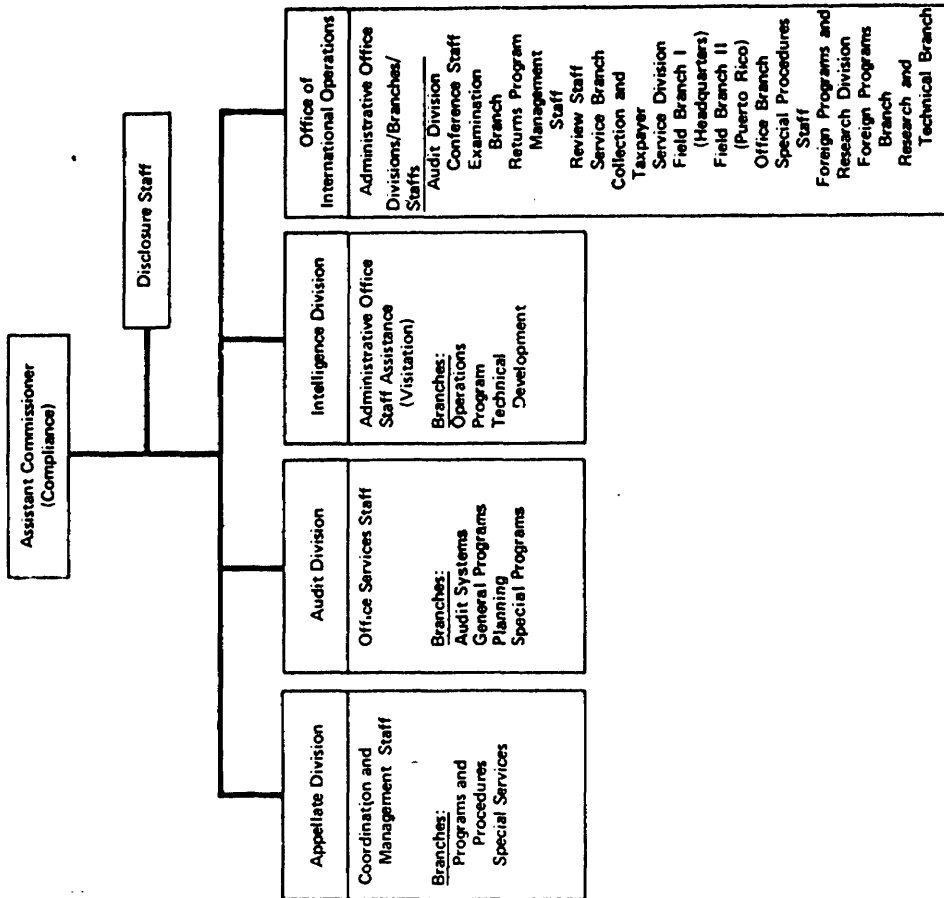 Assistant Commissioner
(Compliance)
Disclosure Staff
Appellate Division
Coordination and
Management Staff
Branches:
Programs and
Procedures
Special Services
Audit Division
Office Services Staff
Branches:
Audit Systems
General Programs
Planning
Special Programs
Intelligence Division
Administrative Office
Staff Assistance
(Visitation)
Branches:
Operations
Program
Technical
Development
Office of
International Operations
Administrative Office
Divisions/Branches/
Staffs
Audit Division
Conference Staff
Examination
Branch
Returns Program
Management
Staff
Review Staff
Service Branch
Collection and
Taxpayer
Service Division
Field Branch I
(Headquarters)
Field Branch II
(Puerto Rico)
Office Branch
Special Procedures
Staff
Foreign Programs and
Research Division
Foreign Programs
Branch
Research and
Technical Branch